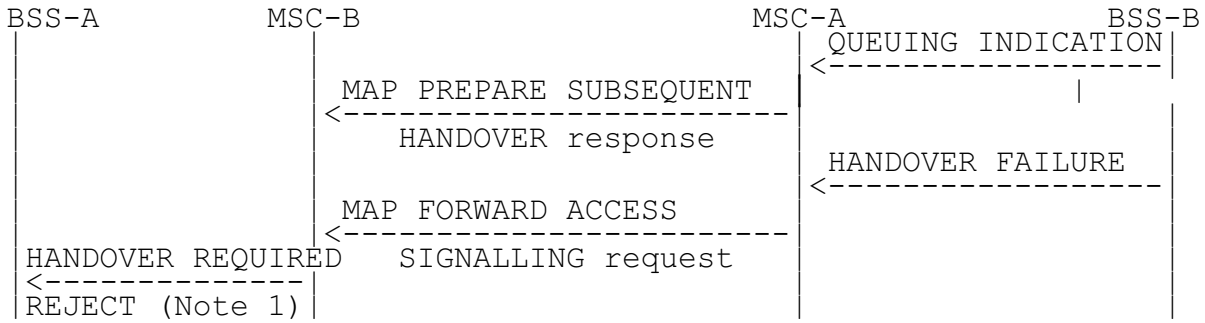 BSS-A MSC-B MSC-A BSS-B
QUEUING INDICATION
MAP PREPARE SUBSEQUENT
HANDOVER response
HANDOVER FAILURE
MAP FORWARD ACCESS
HANDOVER REQUIRED SIGNALLING request
REJECT (Note 1)